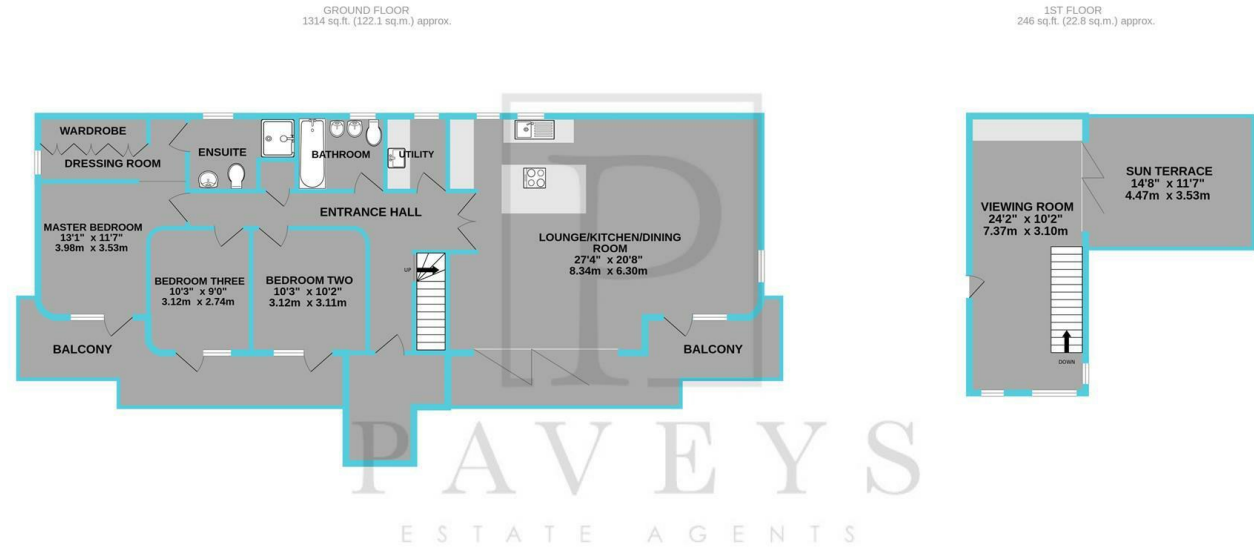 GROUND FLOOR
1314 sq.ft. (122.1 sq.m.) approx.
1ST FLOOR
246 sq.ft. (22.8 sq.m.) approx.
WARDROBE
DRESSING ROOM
ENSUITE
BATHROOM
UTILITY
ENTRANCE HALL
MASTER BEDROOM
13'1" x 11'7"
3.98m x 3.53m
BEDROOM THREE
10'3" x 9'0"
3.12m x 2.74m
BEDROOM TWO
10'3" x 10'2"
3.12m x 3.11m
UP
LOUNGE/KITCHEN/DINING
ROOM
27'4" x 20'8"
8.34m x 6.30m
BALCONY
BALCONY
VIEWING ROOM
24'2" x 10'2"
7.37m x 3.10m
SUN TERRACE
14'8" x 11'7"
4.47m x 3.53m
DOWN
P
PAVEYS
ESTATE AGENTS